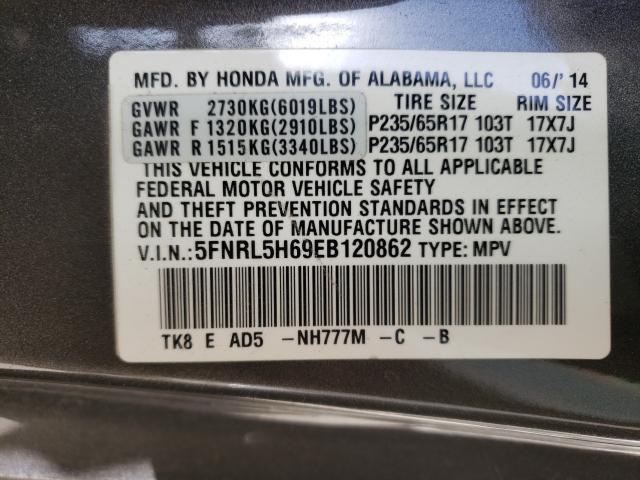 MFD. BY HONDA MFG. OF ALABAMA, LLC 06/'14
GVWR 2730KG(6019LBS) TIRE SIZE RIM SIZE
GAWR F 1320KG(2910LBS) P235/65R17 103T 17X7J
GAWR R 1515KG(3340LBS) P235/65R17 103T 17X7J
THIS VEHICLE CONFORMS TO ALL APPLICABLE
FEDERAL MOTOR VEHICLE SAFETY
AND THEFT PREVENTION STANDARDS IN EFFECT
ON THE DATE OF MANUFACTURE SHOWN ABOVE.
V.I.N.:5FNRL5H69EB120862 TYPE: MPV
TK8 E AD5 -NH777M -C -B